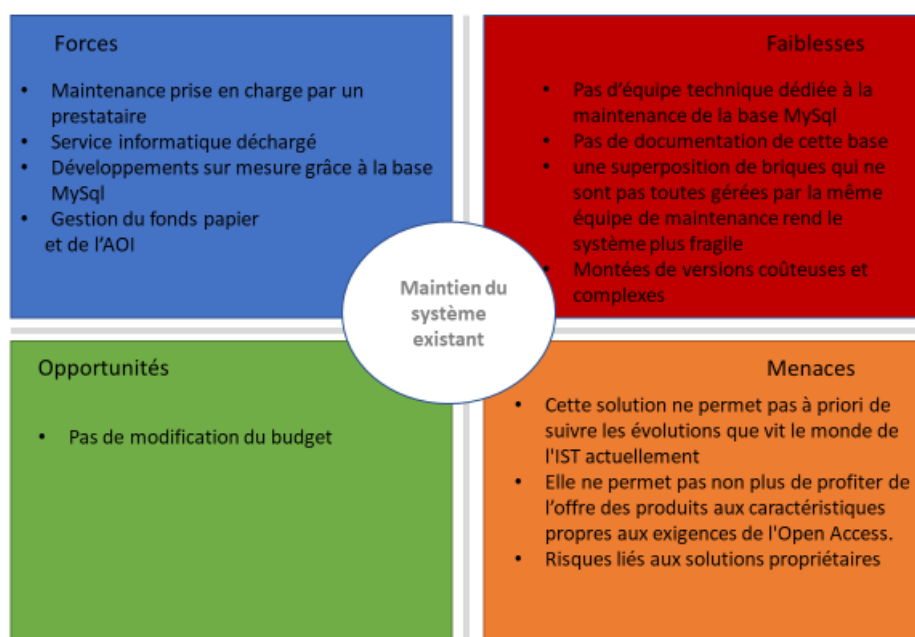 Forces
• Maintenance prise en charge par un
prestataire
• Service informatique déchargé
• Développements sur mesure grâce à la base
MySql
• Gestion du fonds papier
et de l'AOI
Faiblesses
• Pas d'équipe technique dédiée à la
maintenance de la base MySql
• Pas de documentation de cette base
• une superposition de briques qui ne
sont pas toutes gérées par la même
équipe de maintenance rend le
système plus fragile
• Montées de versions coûteuses et
complexes
Maintien du
système
existant
Opportunités
• Pas de modification du budget
Menaces
• Cette solution ne permet pas à priori de
suivre les évolutions que vit le monde de
l'IST actuellement
• Elle ne permet pas non plus de profiter de
l'offre des produits aux caractéristiques
propres aux exigences de l'Open Access.
• Risques liés aux solutions propriétaires